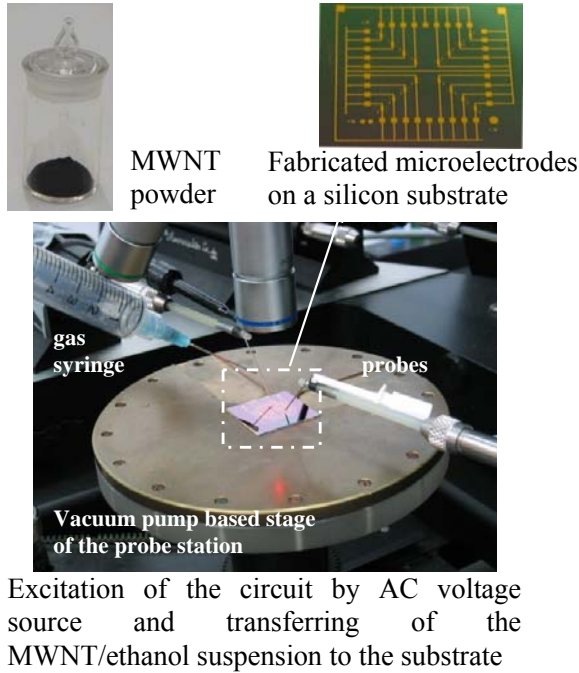 MWNT
powder
Fabricated microelectrodes
on a silicon substrate
gas
syringe
probes
Vacuum pump based stage
of the probe station
Excitation of the circuit by AC voltage
source and transferring of the
MWNT/ethanol suspension to the substrate